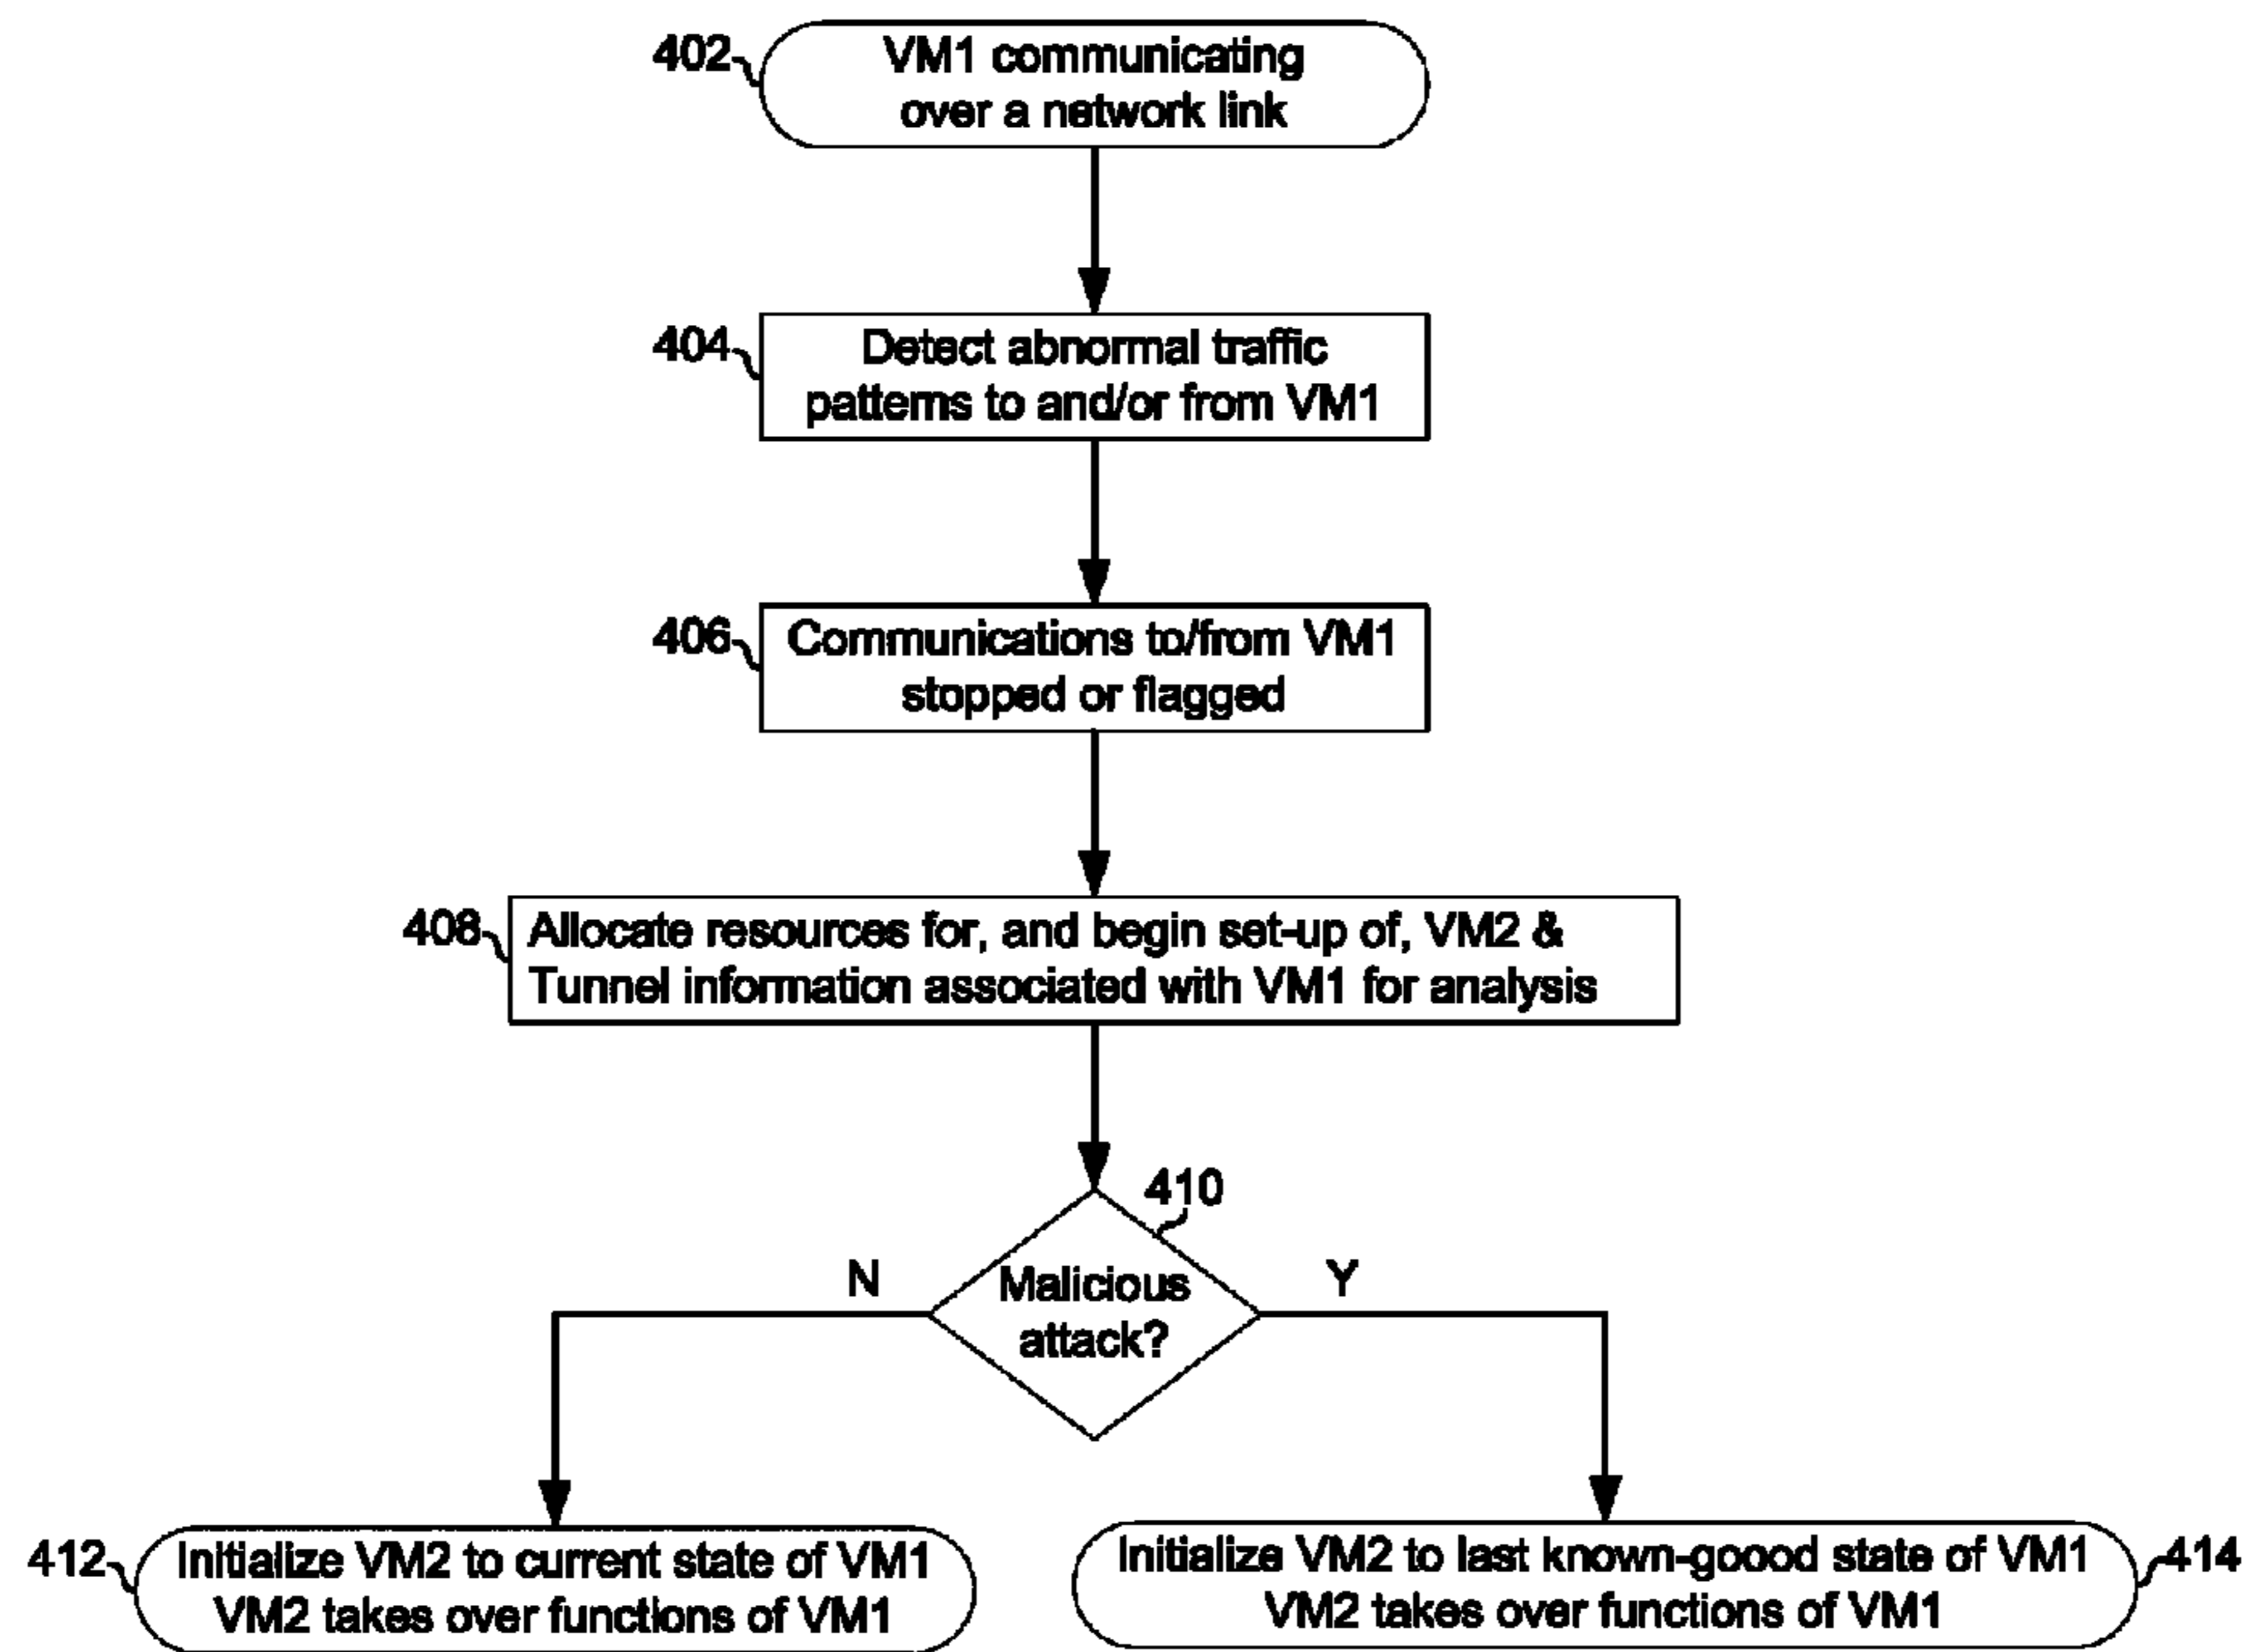 402
VM1 communicating
over a network link
404
Detect abnormal traffic
patterns to and/or from VM1
406
Communications to/from VM1
stopped or flagged
408
Allocate resources for, and begin set-up of, VM2 &
Tunnel information associated with VM1 for analysis
410
N
Malicious
attack?
Y
412
Initialize VM2 to current state of VM1
VM2 takes over functions of VM1
Initialize VM2 to last known-goood state of VM1
VM2 takes over functions of VM1
414